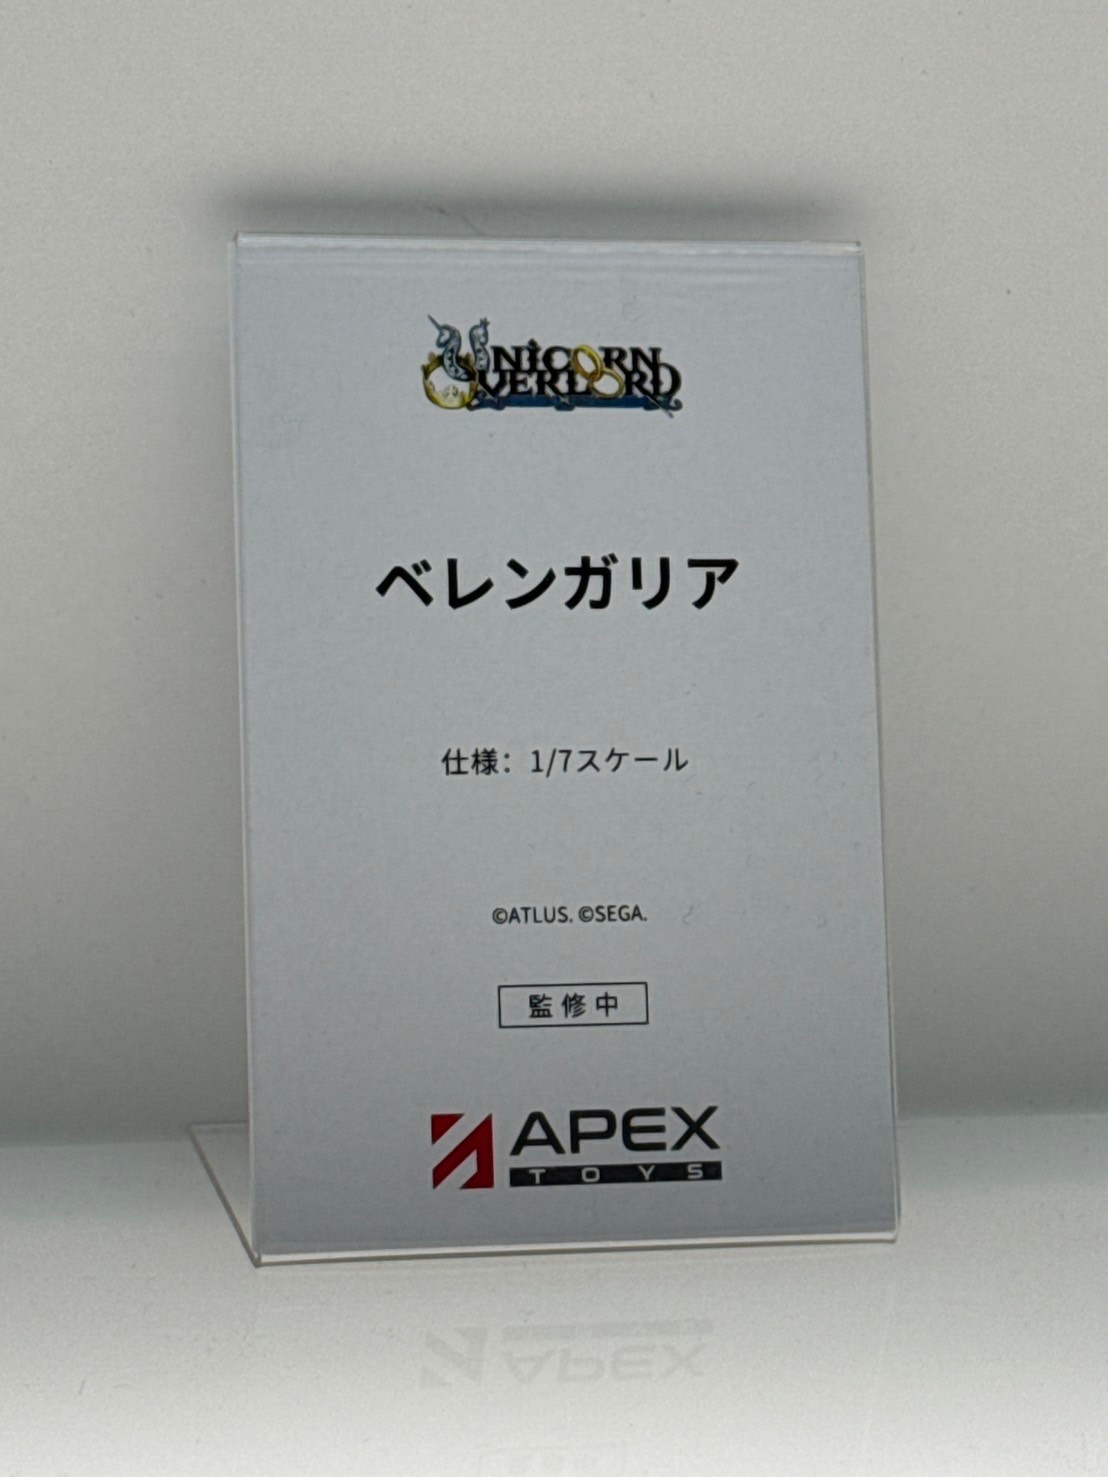 UNICORN
OVERLORD
ベレンガリア
仕様：1/7スケール
©ATLUS. ©SEGA.
監修中
APEX
TOYS